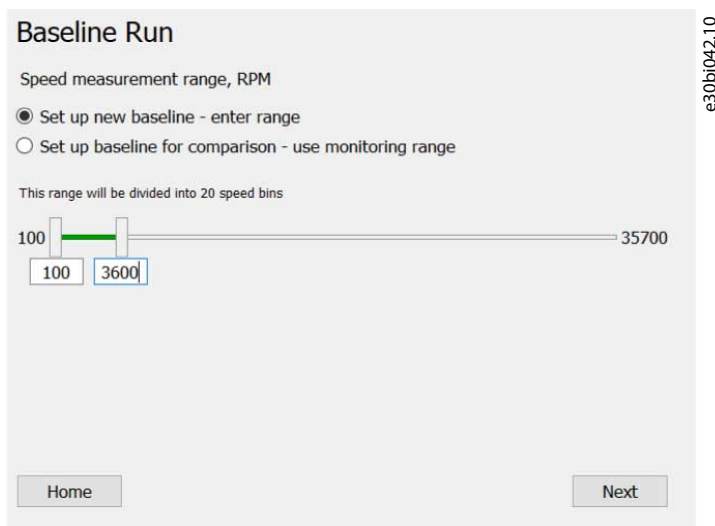 Baseline Run
Speed measurement range, RPM
Set up new baseline - enter range
Set up baseline for comparison - use monitoring range
This range will be divided into 20 speed bins
100 35700
100 3600
Home Next
e30bi042.10